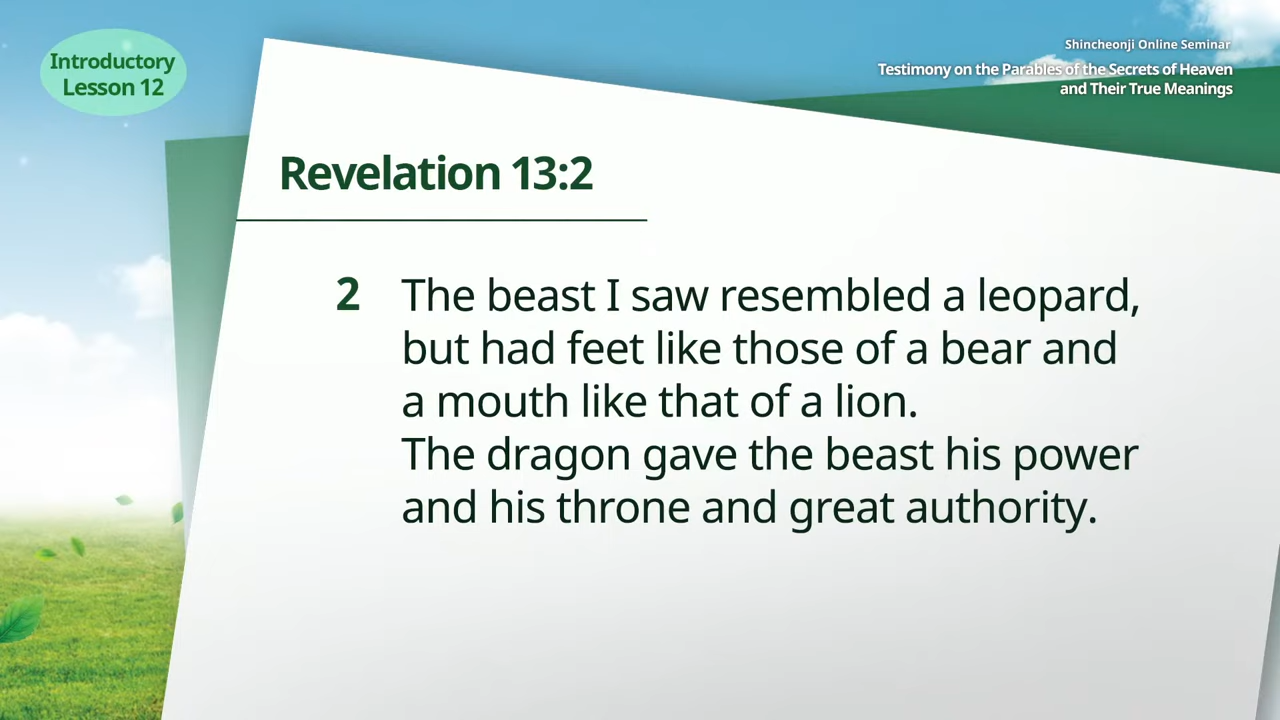 Introductory
Lesson 12
Shincheonji Online Seminar
Testimony on the Parables of the Secrets of Heaven
and Their True Meanings
Revelation 13:2
2 The beast I saw resembled a leopard,
but had feet like those of a bear and
a mouth like that of a lion.
The dragon gave the beast his power
and his throne and great authority.